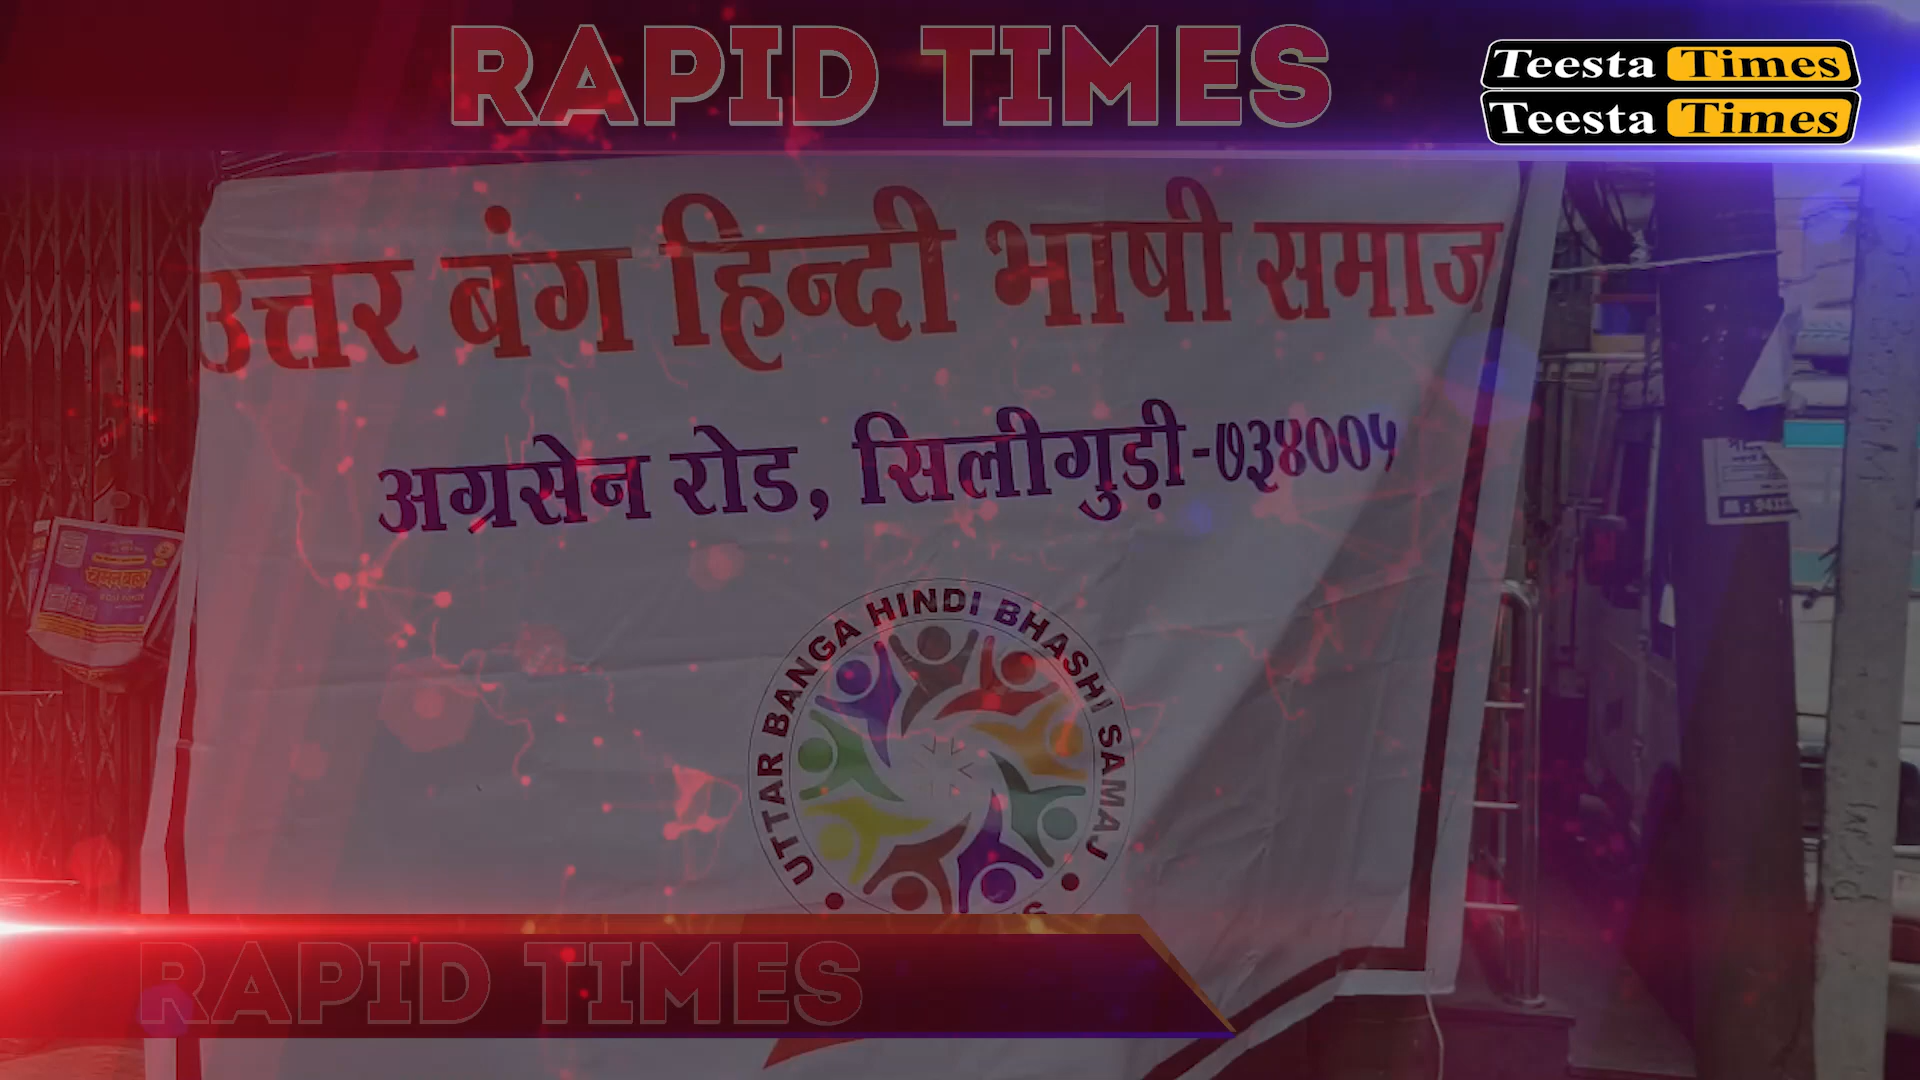 RAPID TIMES
Teesta Times
Teesta Times
उत्तर बंग हिन्दी भाषी समाज
अग्रसेन रोड, सिलीगुड़ी-७३४००५
UTTAR BANGA HINDI BHASHI SAMAJ
RAPID TIMES